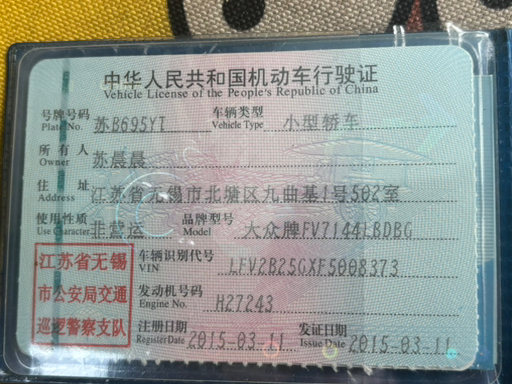 中华人民共和国机动车行驶证
Vehicle License of the People's Republic of China
号牌号码 苏B695YT 车辆类型 小型轿车
Plate No. Vehicle Type
所有人 苏晨晨
Owner
住址 江苏省无锡市北塘区九曲基1号502室
Address
使用性质 非营运 品牌型号 大众牌FV7144LBDBG
Use Character Model
江苏省无锡
市公安局交通
巡逻警察支队
车辆识别代号 LFV2B25GXF5008373
VIN
发动机号码 H27243
Engine No.
注册日期 2015-03-11 发证日期 2015-03-11
Register Date Issue Date